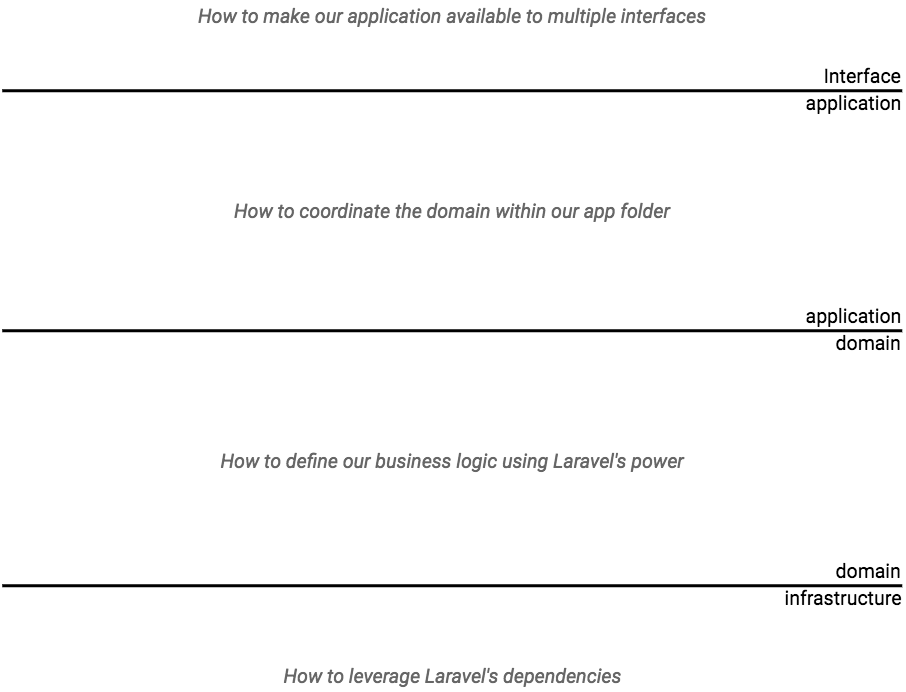 How to make our application available to multiple interfaces
Interface
application
How to coordinate the domain within our app folder
application
domain
How to define our business logic using Laravel's power
domain
infrastructure
How to leverage Laravel's dependencies